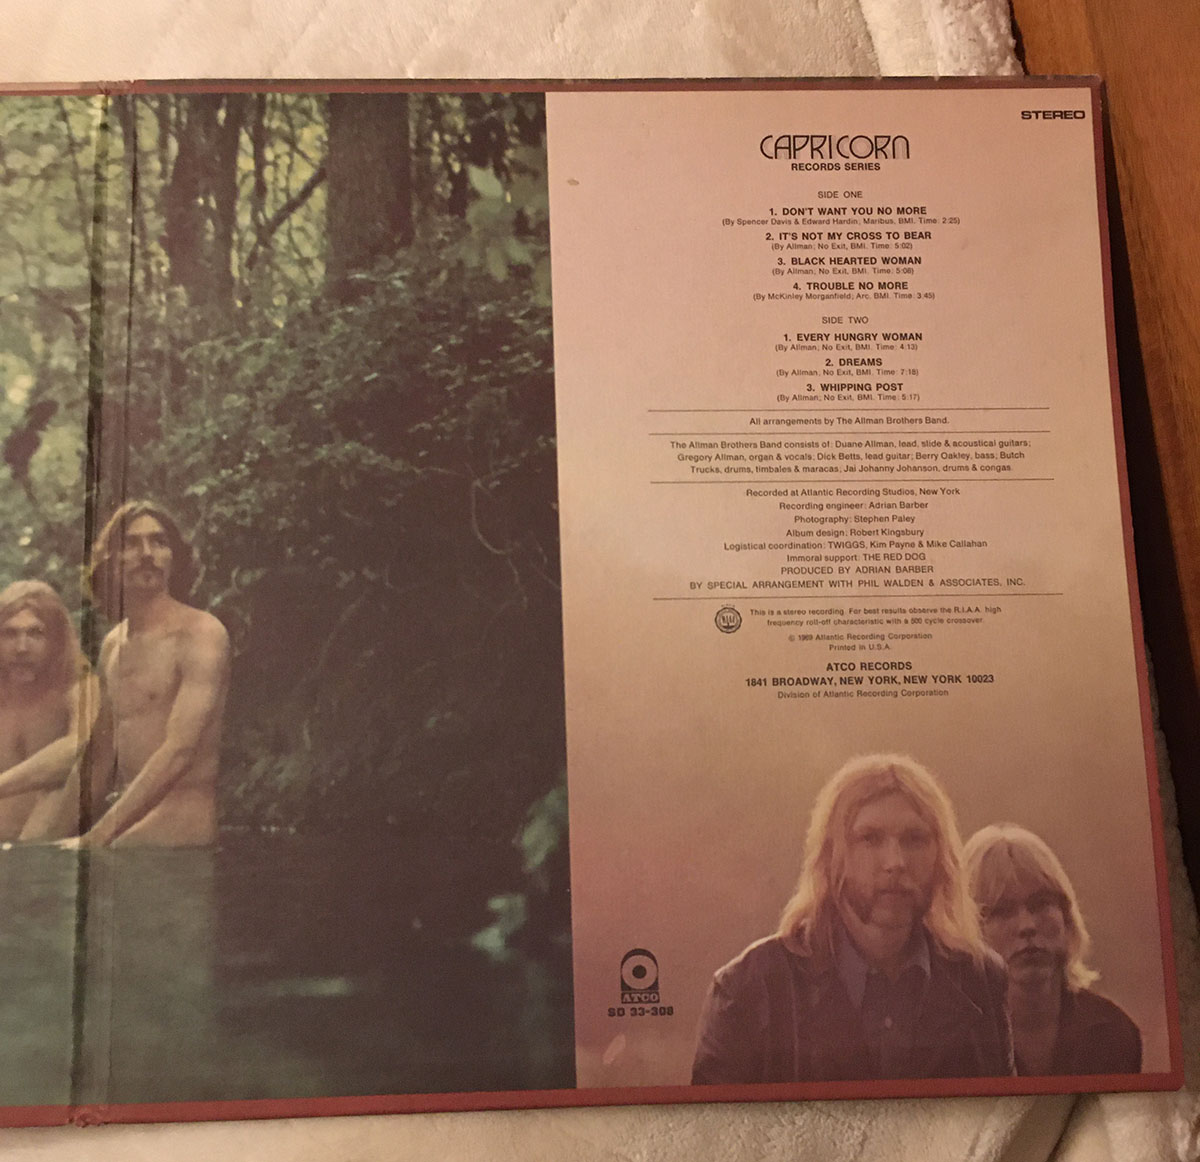 STEREO
CAPRICORN
RECORDS SERIES
SIDE ONE
1. DON'T WANT YOU NO MORE
(By Spencer Davis & Edward Hardin; Maribus, BMI. Time: 2:25)
2. IT'S NOT MY CROSS TO BEAR
(By Allman; No Exit, BMI. Time: 5:02)
3. BLACK HEARTED WOMAN
(By Allman; No Exit, BMI. Time: 5:08)
4. TROUBLE NO MORE
(By McKinley Morganfield; Arc, BMI. Time: 3:45)
SIDE TWO
1. EVERY HUNGRY WOMAN
(By Allman; No Exit, BMI. Time: 4:13)
2. DREAMS
(By Allman; No Exit, BMI. Time: 7:18)
3. WHIPPING POST
(By Allman; No Exit, BMI. Time: 5:17)
All arrangements by The Allman Brothers Band.
The Allman Brothers Band consists of: Duane Allman, lead, slide & acoustical guitars;
Gregory Allman, organ & vocals; Dick Betts, lead guitar; Berry Oakley, bass; Butch
Trucks, drums, timbales & maracas; Jai Johanny Johanson, drums & congas
Recorded at Atlantic Recording Studios, New York
Recording engineer: Adrian Barber
Photography: Stephen Paley
Album design: Robert Kingsbury
Logistical coordination: TWIGGS, Kim Payne & Mike Callahan
Immoral support: THE RED DOG
PRODUCED BY ADRIAN BARBER
BY SPECIAL ARRANGEMENT WITH PHIL WALDEN & ASSOCIATES, INC.
This is a stereo recording. For best results observe the R.I.A.A. high
frequency roll-off characteristic with a 500 cycle crossover.
© 1969 Atlantic Recording Corporation
Printed in U.S.A.
ATCO RECORDS
1841 BROADWAY, NEW YORK, NEW YORK 10023
Division of Atlantic Recording Corporation
ATCO
SD 33-308